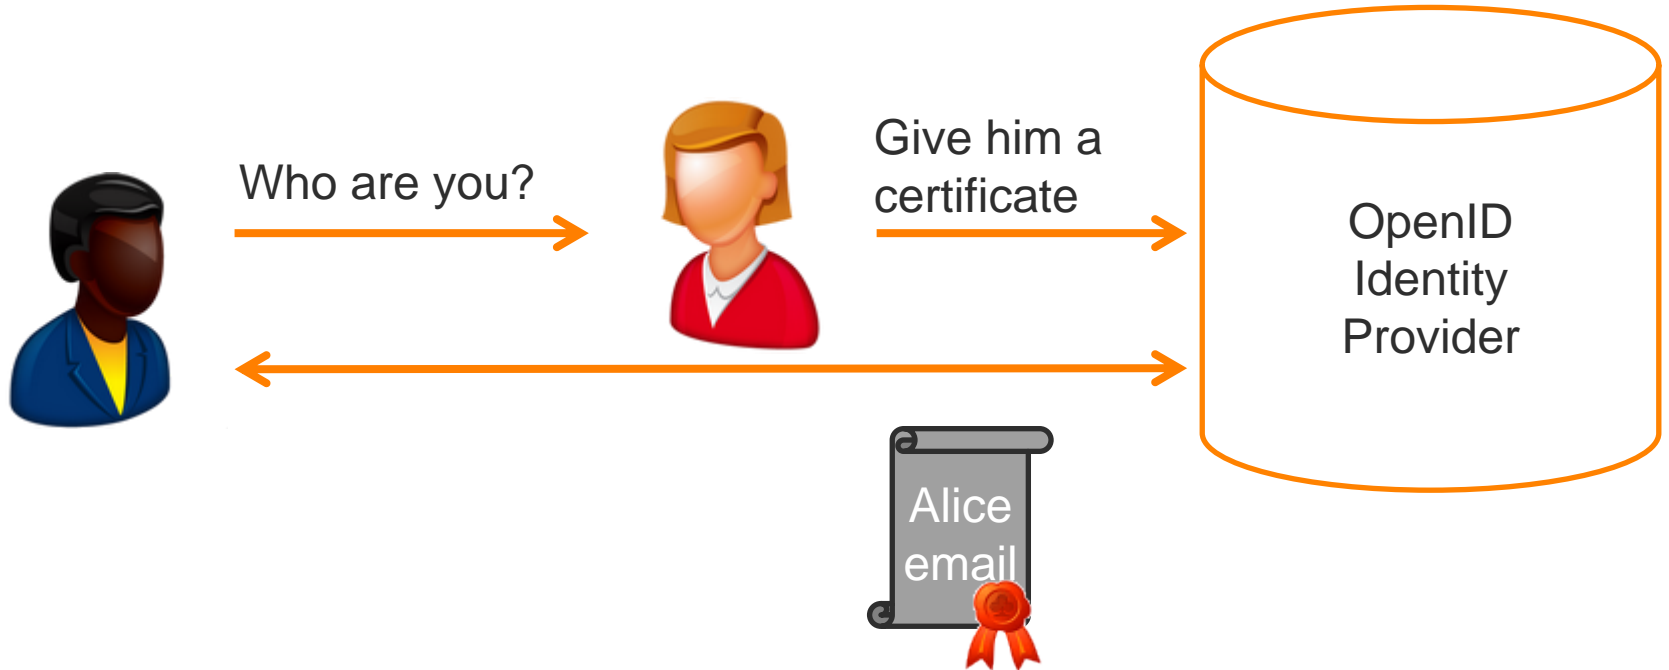 Who are you?
Give him a
certificate
OpenID
Identity
Provider
Alice
email